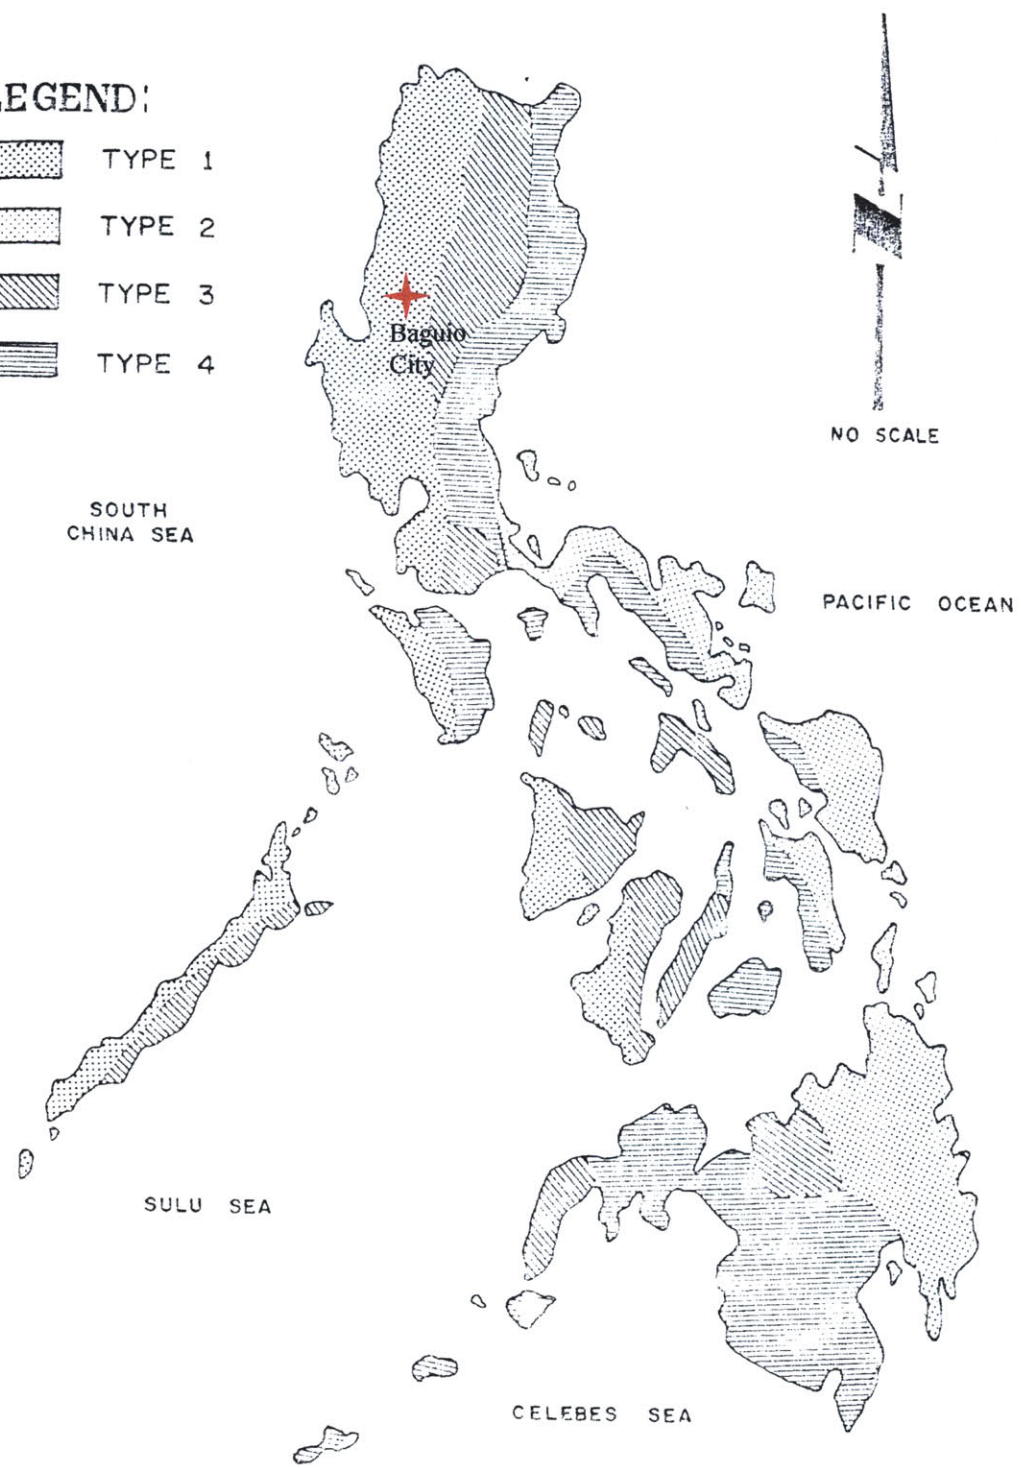 LEGEND:
TYPE 1
TYPE 2
TYPE 3
TYPE 4
Baguio
City
NO SCALE
SOUTH
CHINA SEA
PACIFIC OCEAN
SULU SEA
CELEBES SEA